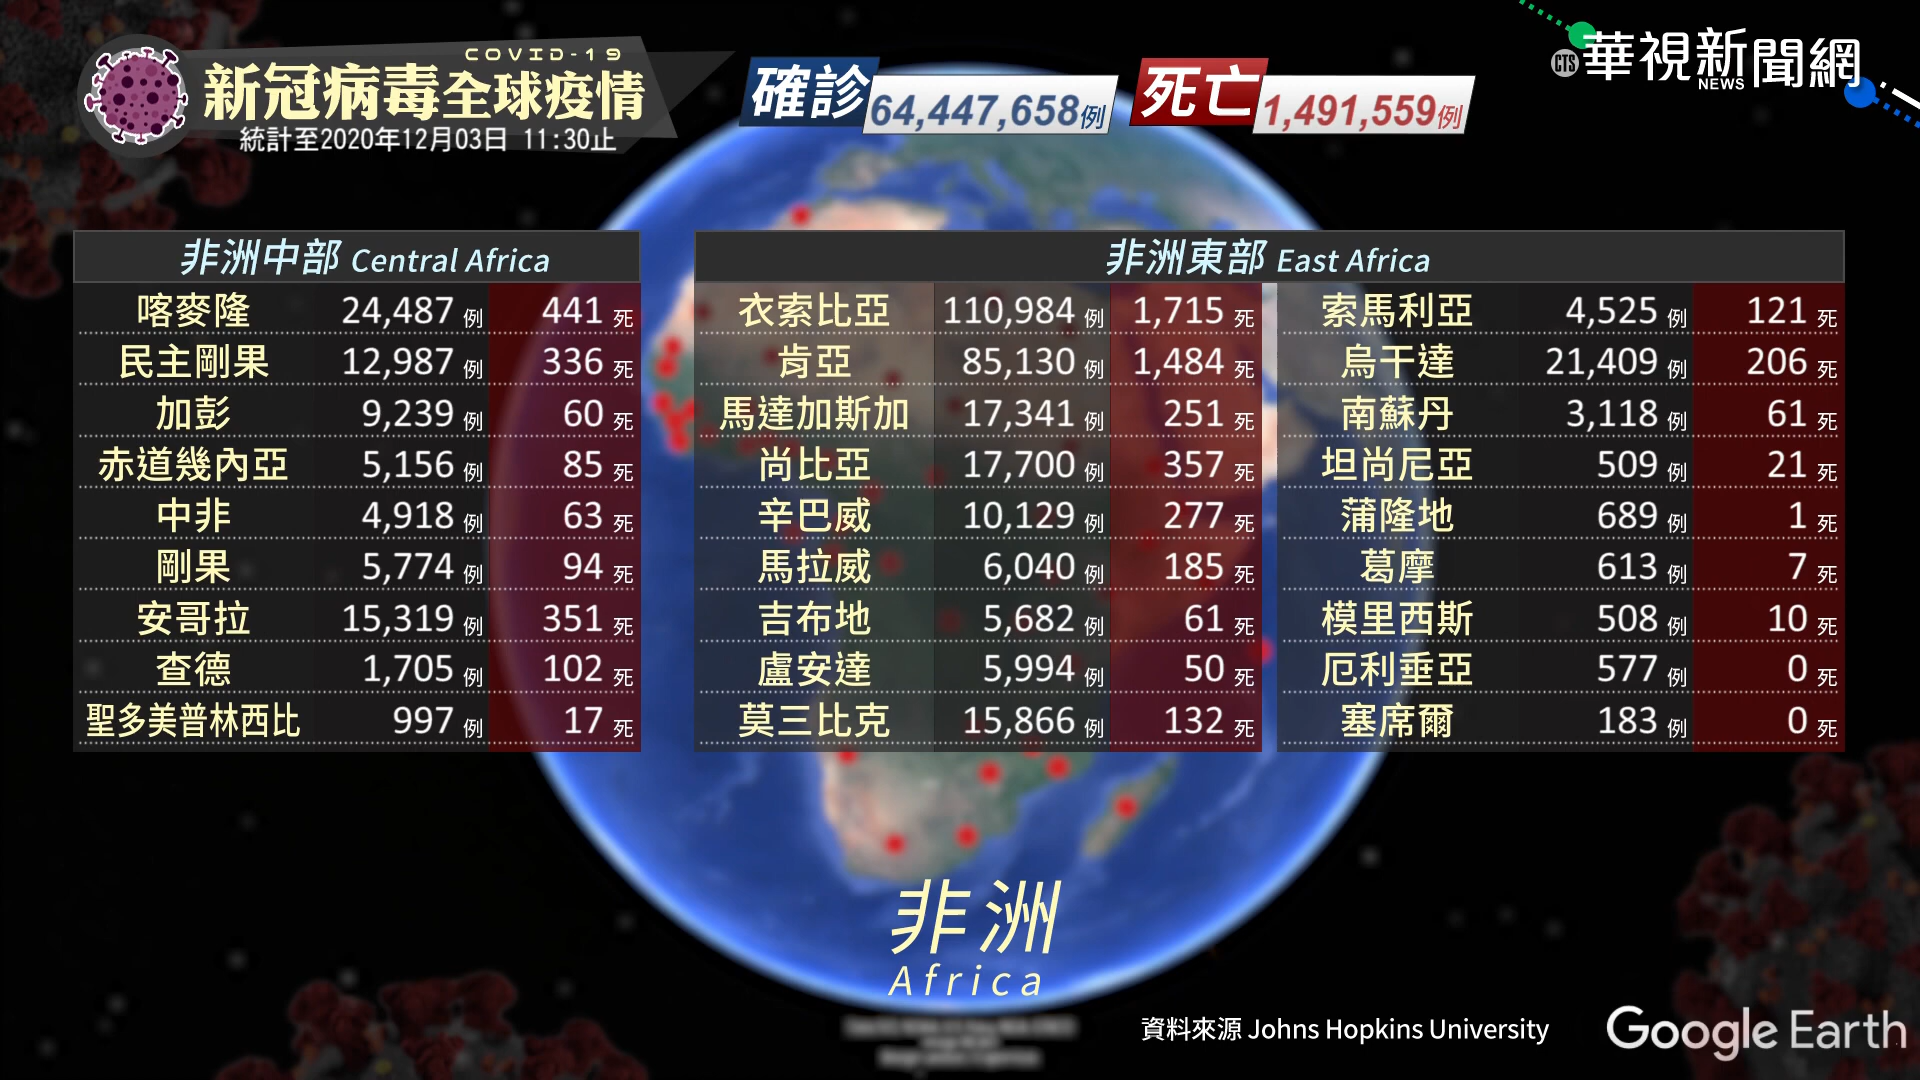 COVID-19
新冠病毒全球疫情
統計至2020年12月03日 11:30止
確診 64,447,658例
死亡 1,491,559例
CTS 華視新聞網
NEWS
非洲中部 Central Africa
喀麥隆 24,487 例 441 死
民主剛果 12,987 例 336 死
加彭 9,239 例 60 死
赤道幾內亞 5,156 例 85 死
中非 4,918 例 63 死
剛果 5,774 例 94 死
安哥拉 15,319 例 351 死
查德 1,705 例 102 死
聖多美普林西比 997 例 17 死
非洲東部 East Africa
衣索比亞 110,984 例 1,715 死
肯亞 85,130 例 1,484 死
馬達加斯加 17,341 例 251 死
尚比亞 17,700 例 357 死
辛巴威 10,129 例 277 死
馬拉威 6,040 例 185 死
吉布地 5,682 例 61 死
盧安達 5,994 例 50 死
莫三比克 15,866 例 132 死
索馬利亞 4,525 例 121 死
烏干達 21,409 例 206 死
南蘇丹 3,118 例 61 死
坦尚尼亞 509 例 21 死
蒲隆地 689 例 1 死
葛摩 613 例 7 死
模里西斯 508 例 10 死
厄利垂亞 577 例 0 死
塞席爾 183 例 0 死
非洲
Africa
資料來源 Johns Hopkins University
Google Earth